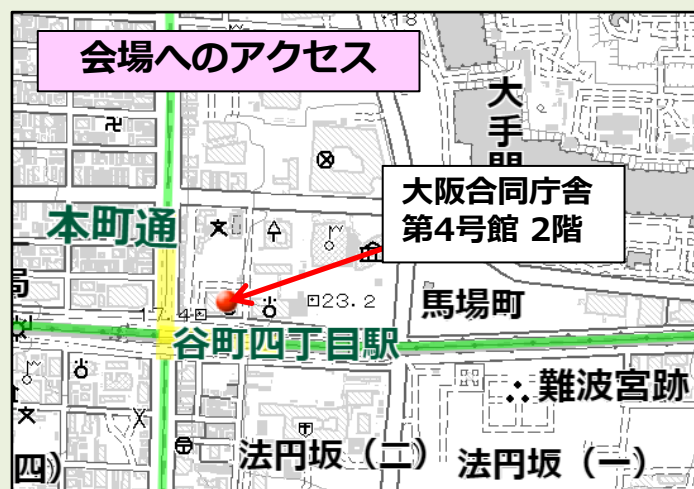 会場へのアクセス
大手門
大阪合同庁舎
第4号館 2階
本町通
局
17.4
23.2
馬場町
谷町四丁目駅
難波宮跡
四)
法円坂（二）
法円坂（一）